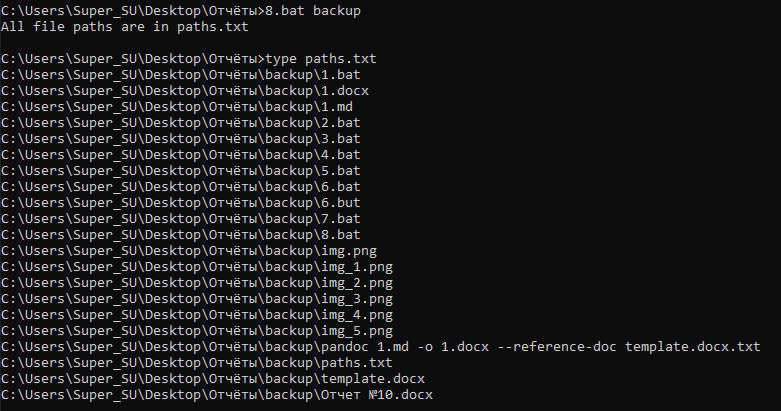 C:\Users\Super_SU\Desktop\Отчёты>8.bat backup
All file paths are in paths.txt
C:\Users\Super_SU\Desktop\Отчёты>type paths.txt
C:\Users\Super_SU\Desktop\Отчёты\backup\1.bat
C:\Users\Super_SU\Desktop\Отчёты\backup\1.docx
C:\Users\Super_SU\Desktop\Отчёты\backup\1.md
C:\Users\Super_SU\Desktop\Отчёты\backup\2.bat
C:\Users\Super_SU\Desktop\Отчёты\backup\3.bat
C:\Users\Super_SU\Desktop\Отчёты\backup\4.bat
C:\Users\Super_SU\Desktop\Отчёты\backup\5.bat
C:\Users\Super_SU\Desktop\Отчёты\backup\6.bat
C:\Users\Super_SU\Desktop\Отчёты\backup\6.but
C:\Users\Super_SU\Desktop\Отчёты\backup\7.bat
C:\Users\Super_SU\Desktop\Отчёты\backup\8.bat
C:\Users\Super_SU\Desktop\Отчёты\backup\img.png
C:\Users\Super_SU\Desktop\Отчёты\backup\img_1.png
C:\Users\Super_SU\Desktop\Отчёты\backup\img_2.png
C:\Users\Super_SU\Desktop\Отчёты\backup\img_3.png
C:\Users\Super_SU\Desktop\Отчёты\backup\img_4.png
C:\Users\Super_SU\Desktop\Отчёты\backup\img_5.png
C:\Users\Super_SU\Desktop\Отчёты\backup\pandoc 1.md -o 1.docx --reference-doc template.docx.txt
C:\Users\Super_SU\Desktop\Отчёты\backup\paths.txt
C:\Users\Super_SU\Desktop\Отчёты\backup\template.docx
C:\Users\Super_SU\Desktop\Отчёты\backup\Отчет №10.docx